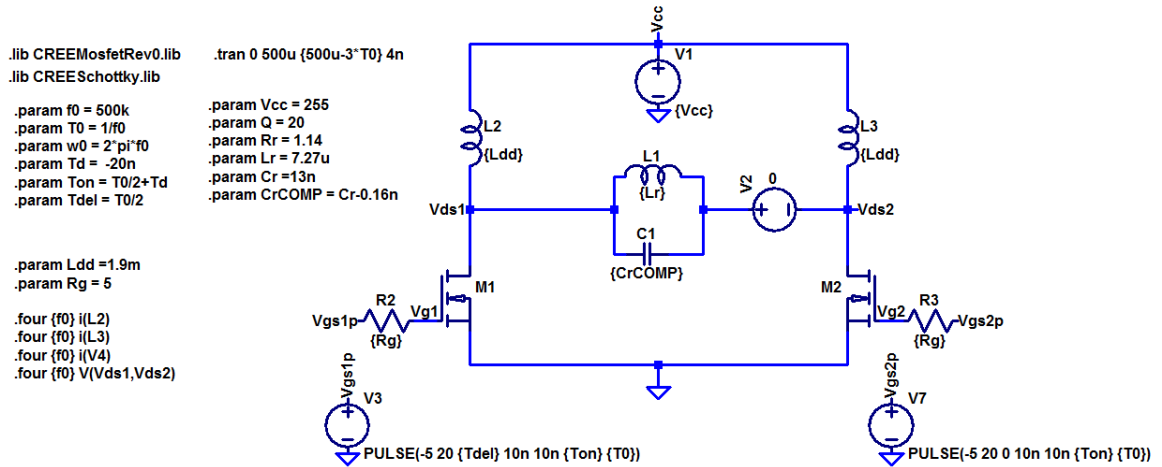 .lib CREEMosfetRev0.lib
.lib CREESchottky.lib
.tran 0 500u {500u-3*T0} 4n
.param f0 = 500k
.param T0 = 1/f0
.param w0 = 2*pi*f0
.param Td = -20n
.param Ton = T0/2+Td
.param Tdel = T0/2
.param Vcc = 255
.param Q = 20
.param Rr = 1.14
.param Lr = 7.27u
.param Cr =13n
.param CrCOMP = Cr-0.16n
.param Ldd =1.9m
.param Rg = 5
.four {f0} i(L2)
.four {f0} i(L3)
.four {f0} i(V4)
.four {f0} V(Vds1,Vds2)
Vcc
V1
{Vcc}
L2
{Ldd}
L3
{Ldd}
L1
{Lr}
V2
0
Vds1
Vds2
C1
{CrCOMP}
M1
M2
Vgs1p
R2
{Rg}
Vg1
Vg2
R3
{Rg}
Vgs2p
Vgs1p
V3
PULSE(-5 20 {Tdel} 10n 10n {Ton} {T0})
Vgs2p
V7
PULSE(-5 20 0 10n 10n {Ton} {T0})